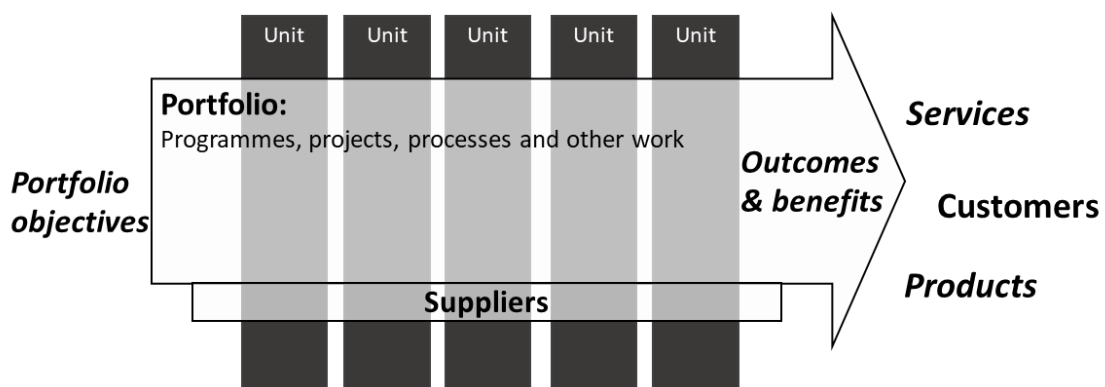 Unit Unit Unit Unit Unit
Portfolio:
Programmes, projects, processes and other work
Portfolio
objectives
Outcomes
& benefits
Services
Customers
Products
Suppliers